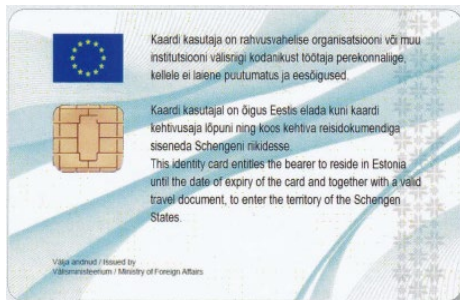 Kaardi kasutaja on rahvusvahelise organisatsiooni või muu
institutsiooni välisriigi kodanikust töötaja perekonnaliige,
kellele ei laiene puutumatus ja eesõigused.
Kaardi kasutajal on õigus Eestis elada kuni kaardi
kehtivusaja lõpuni ning koos kehtiva reisidokumendiga
siseneda Schengeni riikidesse.
This identity card entitles the bearer to reside in Estonia
until the date of expiry of the card and together with a valid
travel document, to enter the territory of the Schengen
States.
Välja andnud / Issued by
Välisministeerium / Ministry of Foreign Affairs